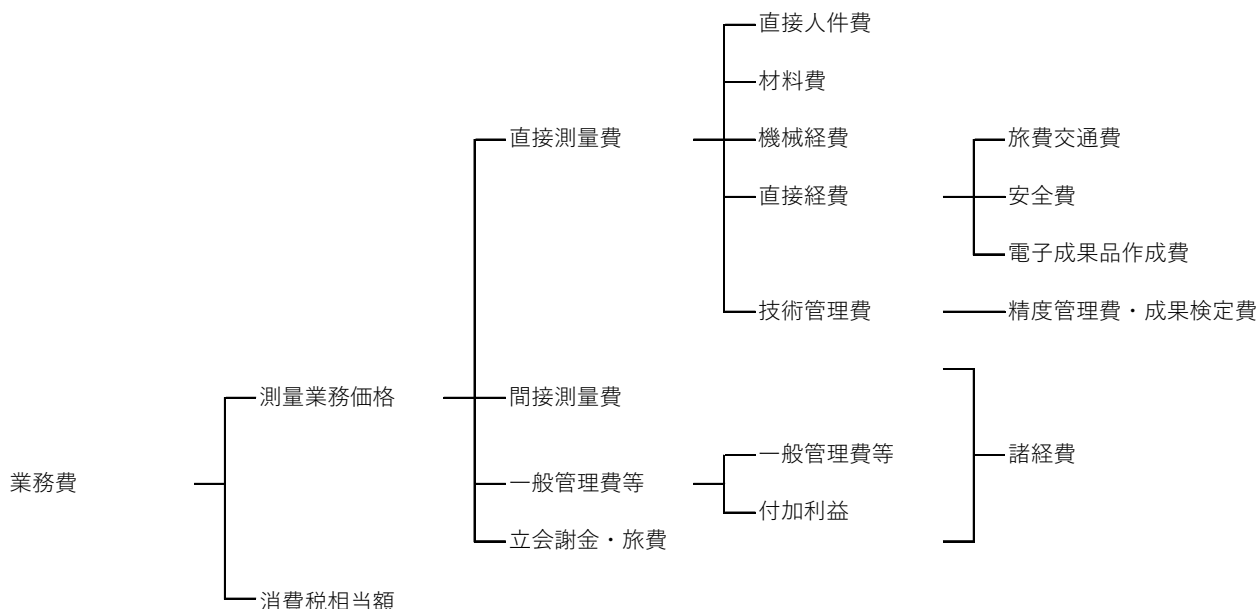 直接人件費
材料費
直接測量費
機械経費
旅費交通費
直接経費
安全費
電子成果品作成費
技術管理費
精度管理費・成果検定費
測量業務価格
間接測量費
一般管理費等
諸経費
業務費
一般管理費等
付加利益
立会謝金・旅費
消費税相当額